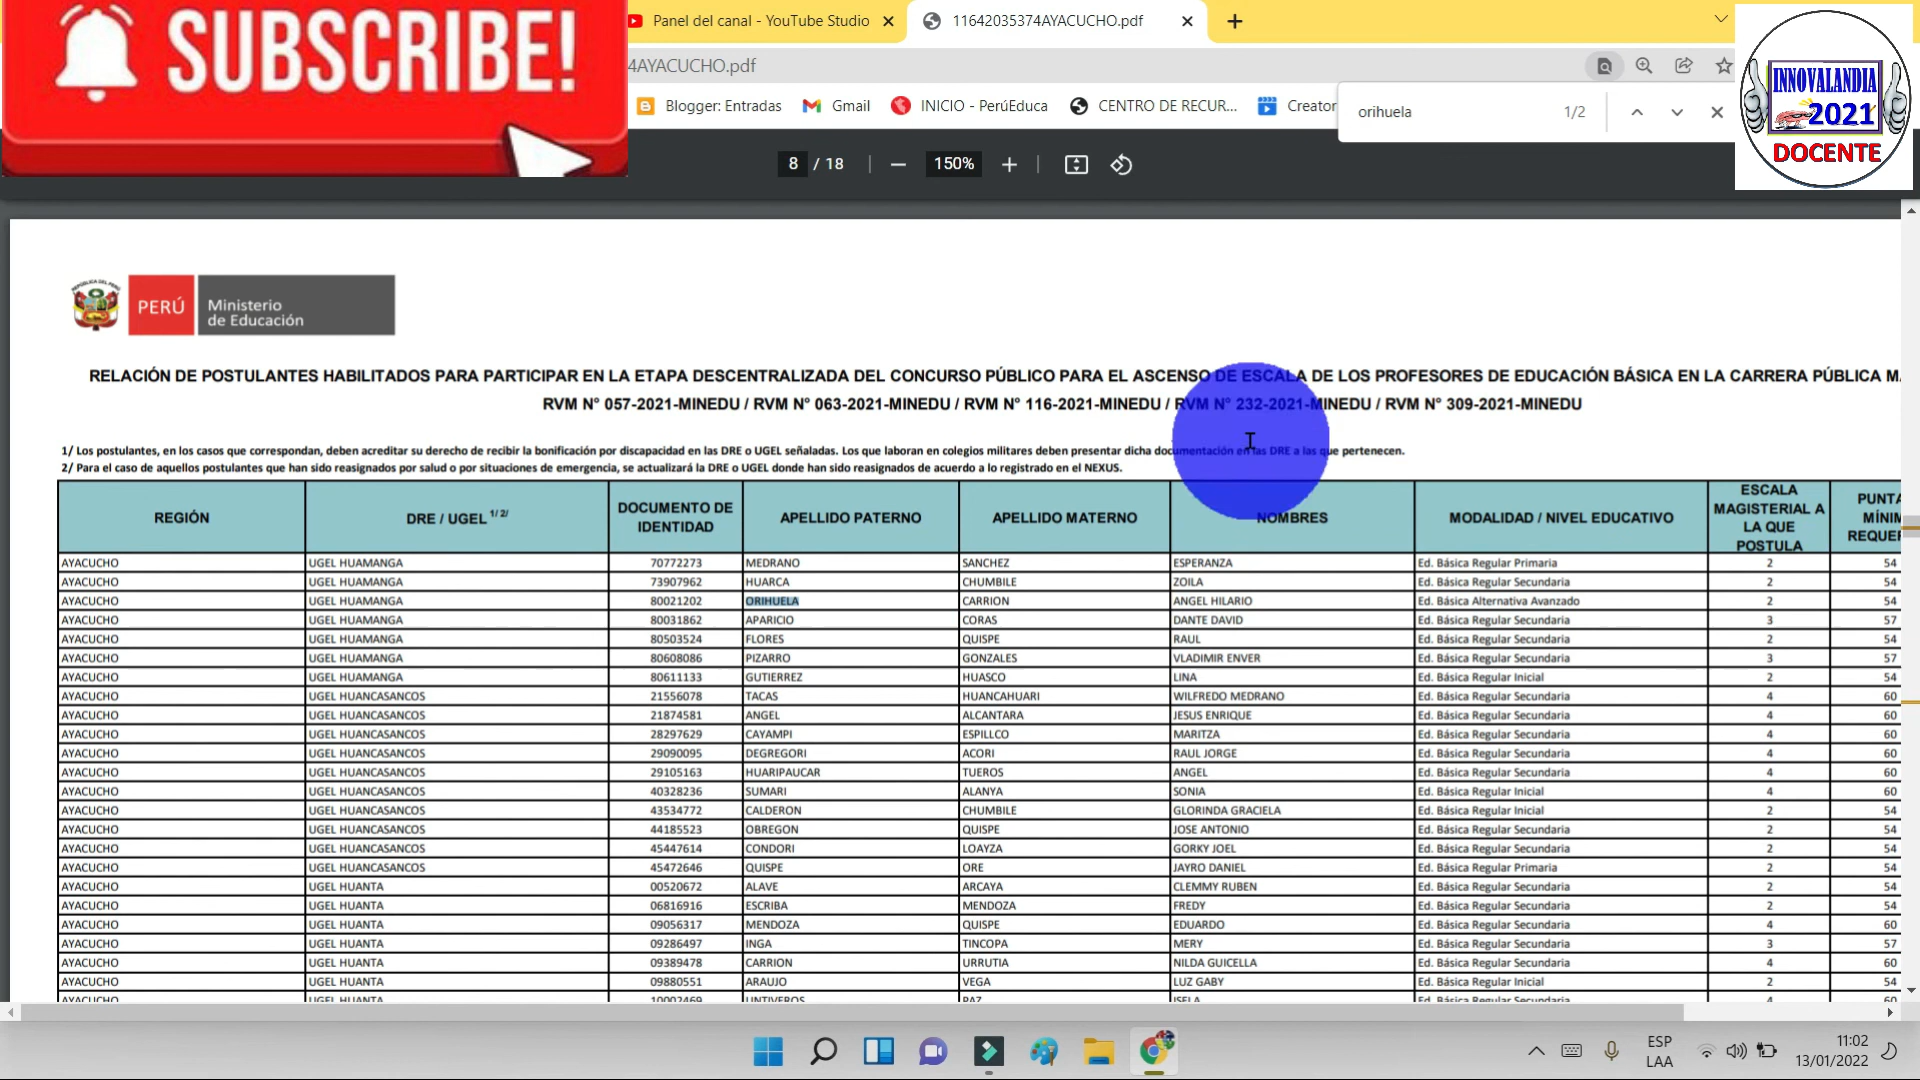 SUBSCRIBE!
Panel del canal - YouTube Studio
11642035374AYACUCHO.pdf
4AYACUCHO.pdf
Blogger: Entradas
Gmail
INICIO - PerúEduca
CENTRO DE RECUR...
Creator
orihuela
1/2
INNOVALANDIA
2021
DOCENTE
8 / 18
150%
PERÚ
Ministerio
de Educación
RELACIÓN DE POSTULANTES HABILITADOS PARA PARTICIPAR EN LA ETAPA DESCENTRALIZADA DEL CONCURSO PÚBLICO PARA EL ASCENSO DE ESCALA DE LOS PROFESORES DE EDUCACIÓN BÁSICA EN LA CARRERA PÚBLICA
RVM N° 057-2021-MINEDU / RVM N° 063-2021-MINEDU / RVM N° 116-2021-MINEDU / RVM N° 232-2021-MINEDU / RVM N° 309-2021-MINEDU
1/ Los postulantes, en los casos que correspondan, deben acreditar su derecho de recibir la bonificación por discapacidad en las DRE o UGEL señaladas. Los que laboran en colegios militares deben presentar dicha documentación en las DRE a las que pertenecen.
2/ Para el caso de aquellos postulantes que han sido reasignados por salud o por situaciones de emergencia, se actualizará la DRE o UGEL donde han sido reasignados de acuerdo a lo registrado en el NEXUS.
REGIÓN DRE / UGEL 1/ 2/ DOCUMENTO DE IDENTIDAD APELLIDO PATERNO APELLIDO MATERNO NOMBRES MODALIDAD / NIVEL EDUCATIVO ESCALA MAGISTERIAL A LA QUE POSTULA PUNTA MÍNIM REQUER
AYACUCHO UGEL HUAMANGA 70772273 MEDRANO SANCHEZ ESPERANZA Ed. Básica Regular Primaria 2 54
AYACUCHO UGEL HUAMANGA 73907962 HUARCA CHUMBILE ZOILA Ed. Básica Regular Secundaria 2 54
AYACUCHO UGEL HUAMANGA 80021202 ORIHUELA CARRION ANGEL HILARIO Ed. Básica Alternativa Avanzado 2 54
AYACUCHO UGEL HUAMANGA 80031862 APARICIO CORAS DANTE DAVID Ed. Básica Regular Secundaria 3 57
AYACUCHO UGEL HUAMANGA 80503524 FLORES QUISPE RAUL Ed. Básica Regular Secundaria 2 54
AYACUCHO UGEL HUAMANGA 80608086 PIZARRO GONZALES VLADIMIR ENVER Ed. Básica Regular Secundaria 3 57
AYACUCHO UGEL HUAMANGA 80611133 GUTIERREZ HUASCO LINA Ed. Básica Regular Inicial 2 54
AYACUCHO UGEL HUANCASANCOS 21556078 TACAS HUANCAHUARI WILFREDO MEDRANO Ed. Básica Regular Secundaria 4 60
AYACUCHO UGEL HUANCASANCOS 21874581 ANGEL ALCANTARA JESUS ENRIQUE Ed. Básica Regular Secundaria 4 60
AYACUCHO UGEL HUANCASANCOS 28297629 CAYAMPI ESPILLCO MARITZA Ed. Básica Regular Secundaria 4 60
AYACUCHO UGEL HUANCASANCOS 29090095 DEGREGORI ACORI RAUL JORGE Ed. Básica Regular Secundaria 4 60
AYACUCHO UGEL HUANCASANCOS 29105163 HUARIPAUCAR TUEROS ANGEL Ed. Básica Regular Secundaria 4 60
AYACUCHO UGEL HUANCASANCOS 40328236 SUMARI ALANYA SONIA Ed. Básica Regular Inicial 4 60
AYACUCHO UGEL HUANCASANCOS 43534772 CALDERON CHUMBILE GLORINDA GRACIELA Ed. Básica Regular Inicial 2 54
AYACUCHO UGEL HUANCASANCOS 44185523 OBREGON QUISPE JOSE ANTONIO Ed. Básica Regular Secundaria 2 54
AYACUCHO UGEL HUANCASANCOS 45447614 CONDORI LOAYZA GORKY JOEL Ed. Básica Regular Secundaria 2 54
AYACUCHO UGEL HUANCASANCOS 45472646 QUISPE ORE JAYRO DANIEL Ed. Básica Regular Primaria 2 54
AYACUCHO UGEL HUANTA 00520672 ALAVE ARCAYA CLEMMY RUBEN Ed. Básica Regular Secundaria 2 54
AYACUCHO UGEL HUANTA 06816916 ESCRIBA MENDOZA FREDY Ed. Básica Regular Secundaria 2 54
AYACUCHO UGEL HUANTA 09056317 MENDOZA QUISPE EDUARDO Ed. Básica Regular Secundaria 4 60
AYACUCHO UGEL HUANTA 09286497 INGA TINCOPA MERY Ed. Básica Regular Secundaria 3 57
AYACUCHO UGEL HUANTA 09389478 CARRION URRUTIA NILDA GUICELLA Ed. Básica Regular Secundaria 4 60
AYACUCHO UGEL HUANTA 09880551 ARAUJO VEGA LUZ GABY Ed. Básica Regular Inicial 2 54
AYACUCHO UGEL HUANTA 10002469 UNTIVEROS PAZ ISELA Ed. Básica Regular Secundaria 4 60
ESP
LAA
11:02
13/01/2022